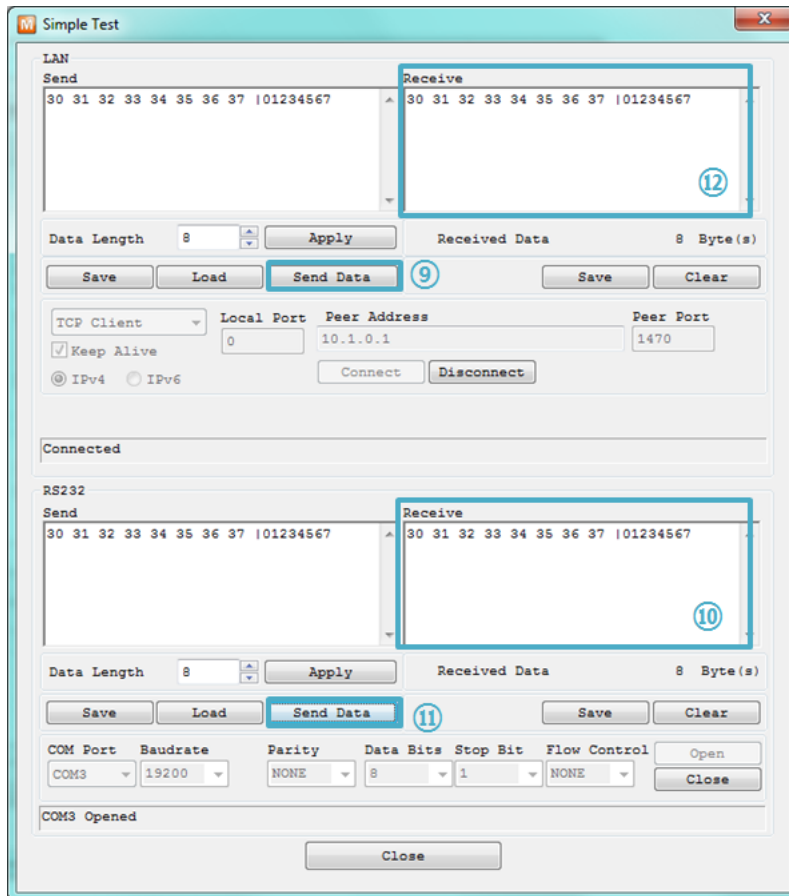 M Simple Test X
LAN
Send Receive
30 31 32 33 34 35 36 37 |01234567 30 31 32 33 34 35 36 37 |01234567
⑫
Data Length 8 Apply Received Data 8 Byte(s)
Save Load Send Data ⑨ Save Clear
TCP Client Local Port Peer Address Peer Port
Keep Alive 0 10.1.0.1 1470
IPv4 IPv6 Connect Disconnect
Connected
RS232
Send Receive
30 31 32 33 34 35 36 37 |01234567 30 31 32 33 34 35 36 37 |01234567
⑩
Data Length 8 Apply Received Data 8 Byte(s)
Save Load Send Data ⑪ Save Clear
COM Port Baudrate Parity Data Bits Stop Bit Flow Control Open
COM3 19200 NONE 8 1 NONE Close
COM3 Opened
Close